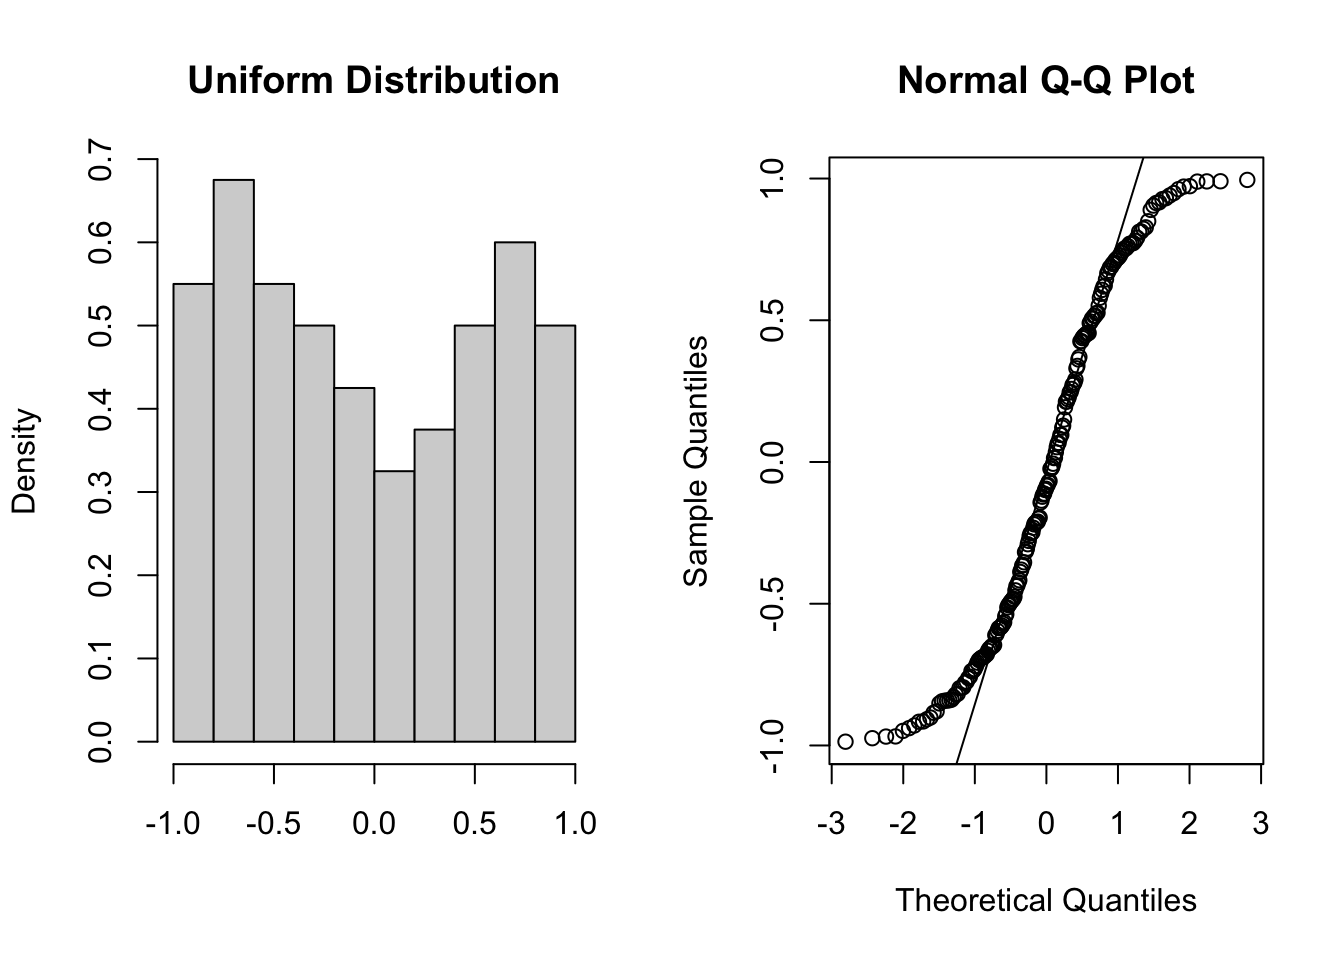 Uniform Distribution
Density
0.7
0.6
0.5
0.4
0.3
0.2
0.1
0.0
-1.0 -0.5 0.0 0.5 1.0
Normal Q-Q Plot
Sample Quantiles
1.0
0.5
0.0
-0.5
-1.0
-3 -2 -1 0 1 2 3
Theoretical Quantiles